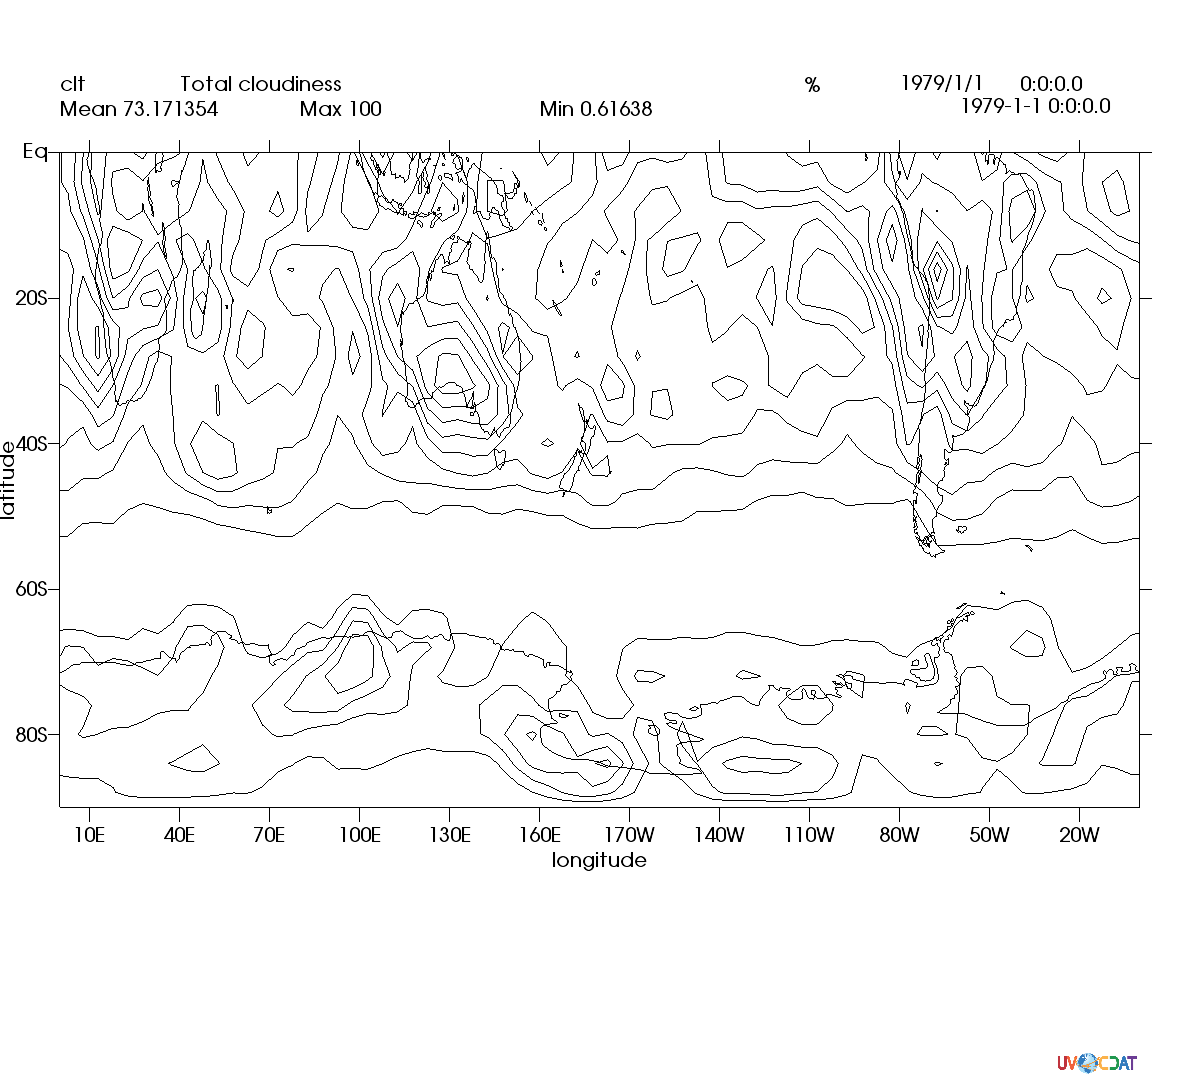 clt Total cloudiness % 1979/1/1 0:0:0.0
Mean 73.171354 Max 100 Min 0.61638 1979-1-1 0:0:0.0
Eq
20S
40S
latitude
60S
80S
10E 40E 70E 100E 130E 160E 170W 140W 110W 80W 50W 20W
longitude
UV CDAT